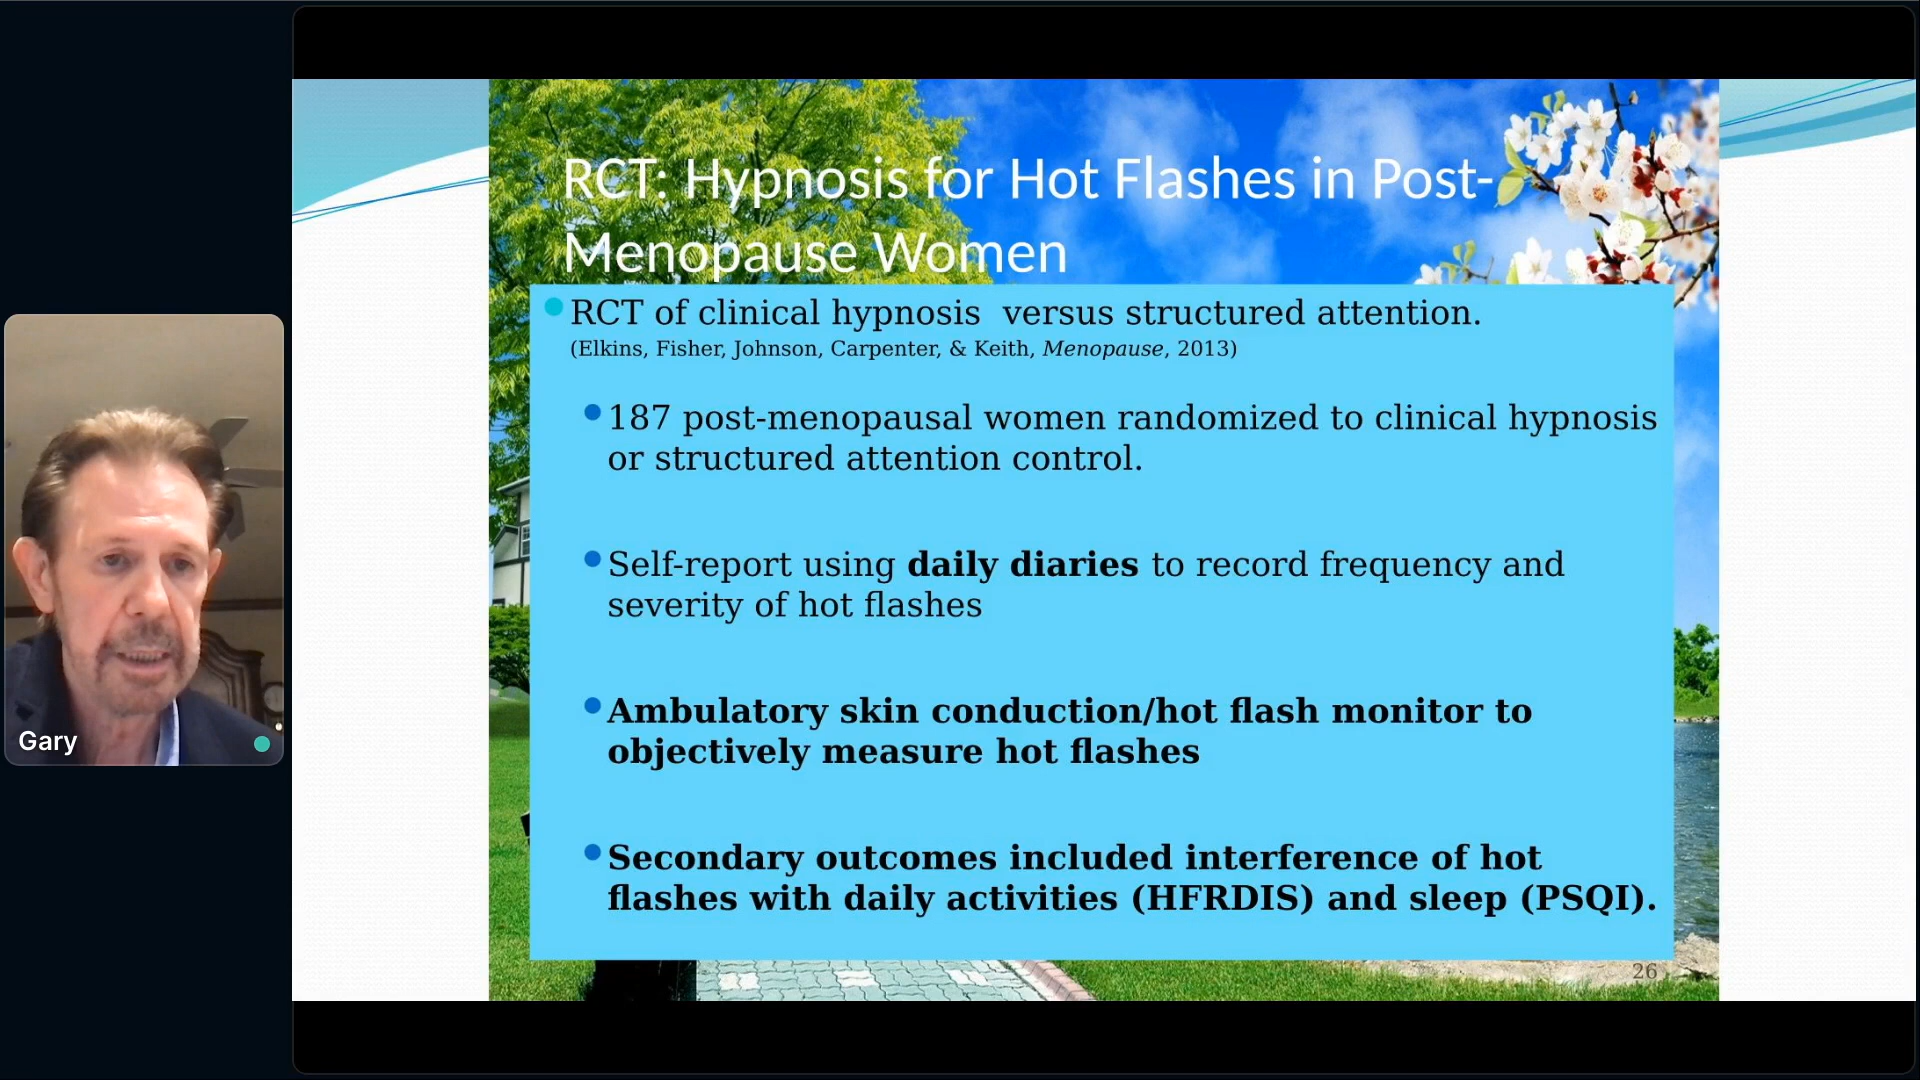 RCT: Hypnosis for Hot Flashes in Post-
Menopause Women
RCT of clinical hypnosis  versus structured attention.
(Elkins, Fisher, Johnson, Carpenter, & Keith, Menopause, 2013)
187 post-menopausal women randomized to clinical hypnosis
or structured attention control.
Self-report using daily diaries to record frequency and
severity of hot flashes
Ambulatory skin conduction/hot flash monitor to
objectively measure hot flashes
Secondary outcomes included interference of hot
flashes with daily activities (HFRDIS) and sleep (PSQI).
26
Gary